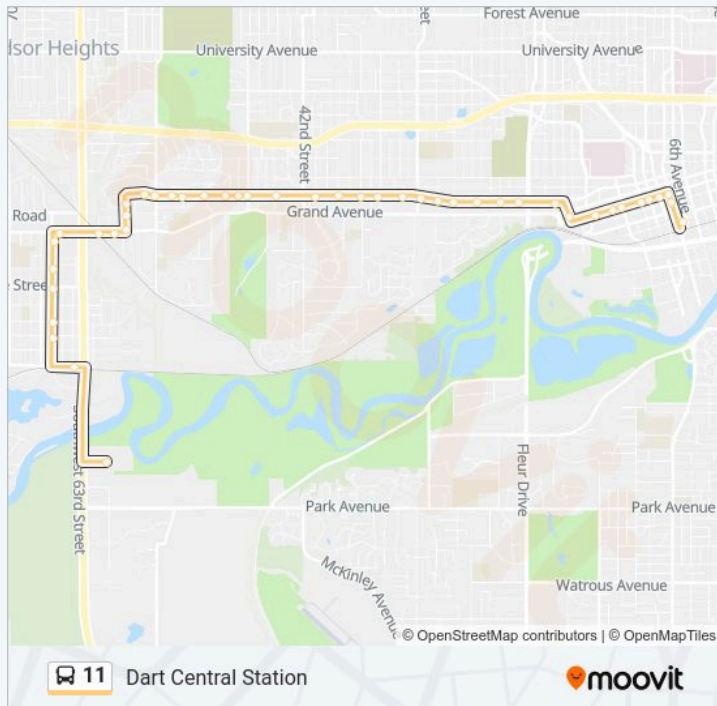 Forest Avenue
dsor Heights
University Avenue
University Avenue
42nd Street
6th Avenue
Road
Grand Avenue
Southwest 63rd Street
Fleur Drive
Park Avenue
Park Avenue
McKinley Avenue
Watrous Avenue
© OpenStreetMap contributors | © OpenMapTiles
11 Dart Central Station
moovit